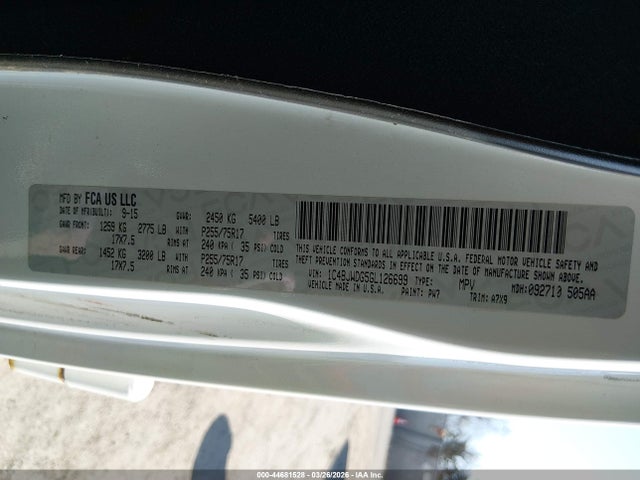 MFD BY FCA US LLC
DATE OF MFR(BUILT): 9-15 GVWR: 2450 KG 5400 LB
GAWR FRONT: 1259 KG 2775 LB WITH P255/75R17 TIRES
17X7.5 RIMS AT 240 KPA ( 35 PSI) COLD
GAWR REAR: 1452 KG 3200 LB WITH P255/75R17 TIRES
17X7.5 RIMS AT 240 KPA ( 35 PSI) COLD
THIS VEHICLE CONFORMS TO ALL APPLICABLE U.S.A. FEDERAL MOTOR VEHICLE SAFETY AND
THEFT PREVENTION STANDARDS IN EFFECT ON THE DATE OF MANUFACTURE SHOWN ABOVE.
VIN: 1C4BJWDG5GL126699 TYPE: MPV MDH: 092710 505AA
VEHICLE MADE IN U.S.A. PAINT: PW7 TRIM: A7X9
000-44681528 | 03/26/2026 | IAA Inc.